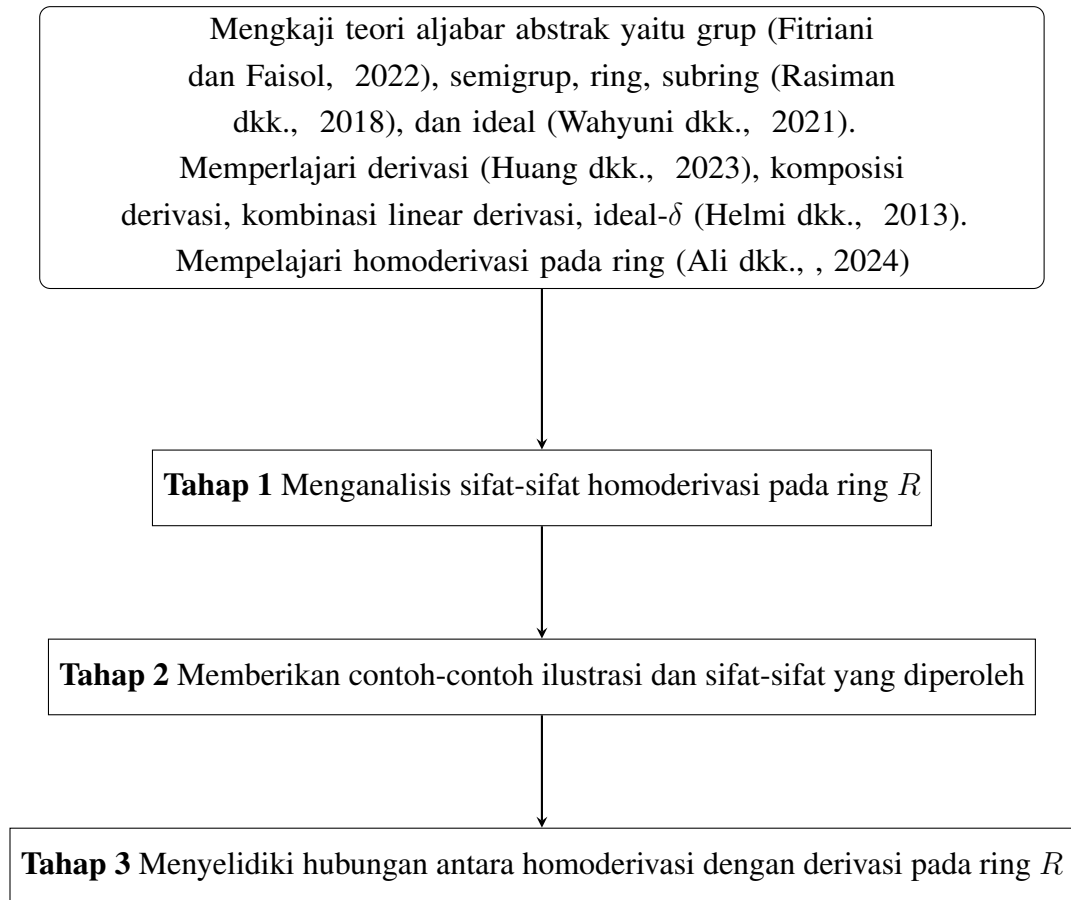 Mengkaji teori aljabar abstrak yaitu grup (Fitriani
dan Faisol, 2022), semigrup, ring, subring (Rasiman
dkk., 2018), dan ideal (Wahyuni dkk., 2021).
Memperlajari derivasi (Huang dkk., 2023), komposisi
derivasi, kombinasi linear derivasi, ideal-δ (Helmi dkk., 2013).
Mempelajari homoderivasi pada ring (Ali dkk., , 2024)
Tahap 1 Menganalisis sifat-sifat homoderivasi pada ring R
Tahap 2 Memberikan contoh-contoh ilustrasi dan sifat-sifat yang diperoleh
Tahap 3 Menyelidiki hubungan antara homoderivasi dengan derivasi pada ring R